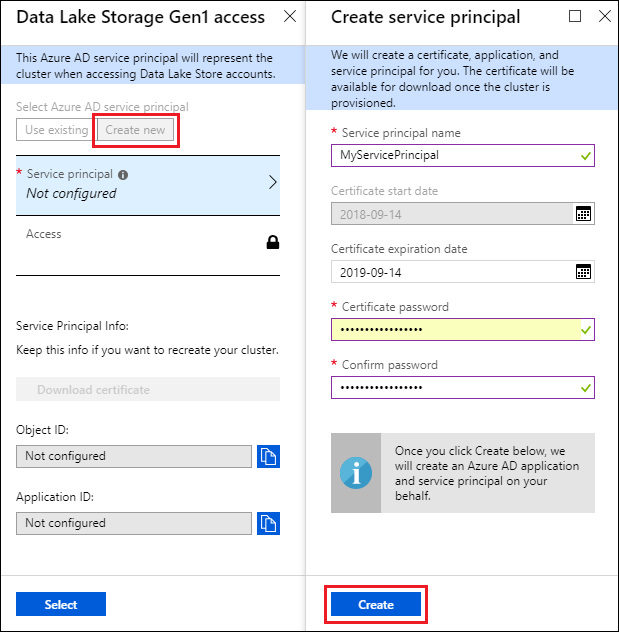 Data Lake Storage Gen1 access
This Azure AD service principal will represent the
cluster when accessing Data Lake Store accounts.
Select Azure AD service principal
Use existing
Create new
* Service principal
Not configured
Access
Service Principal Info:
Keep this info if you want to recreate your cluster.
Download certificate
Object ID:
Not configured
Application ID:
Not configured
Select
Create service principal
We will create a certificate, application, and
service principal for you. The certificate will be
available for download once the cluster is
provisioned.
* Service principal name
MyServicePrincipal
Certificate start date
2018-09-14
Certificate expiration date
2019-09-14
* Certificate password
•••••••••••••••••
* Confirm password
•••••••••••••••••
Once you click Create below, we
will create an Azure AD application
and service principal on your
behalf.
Create